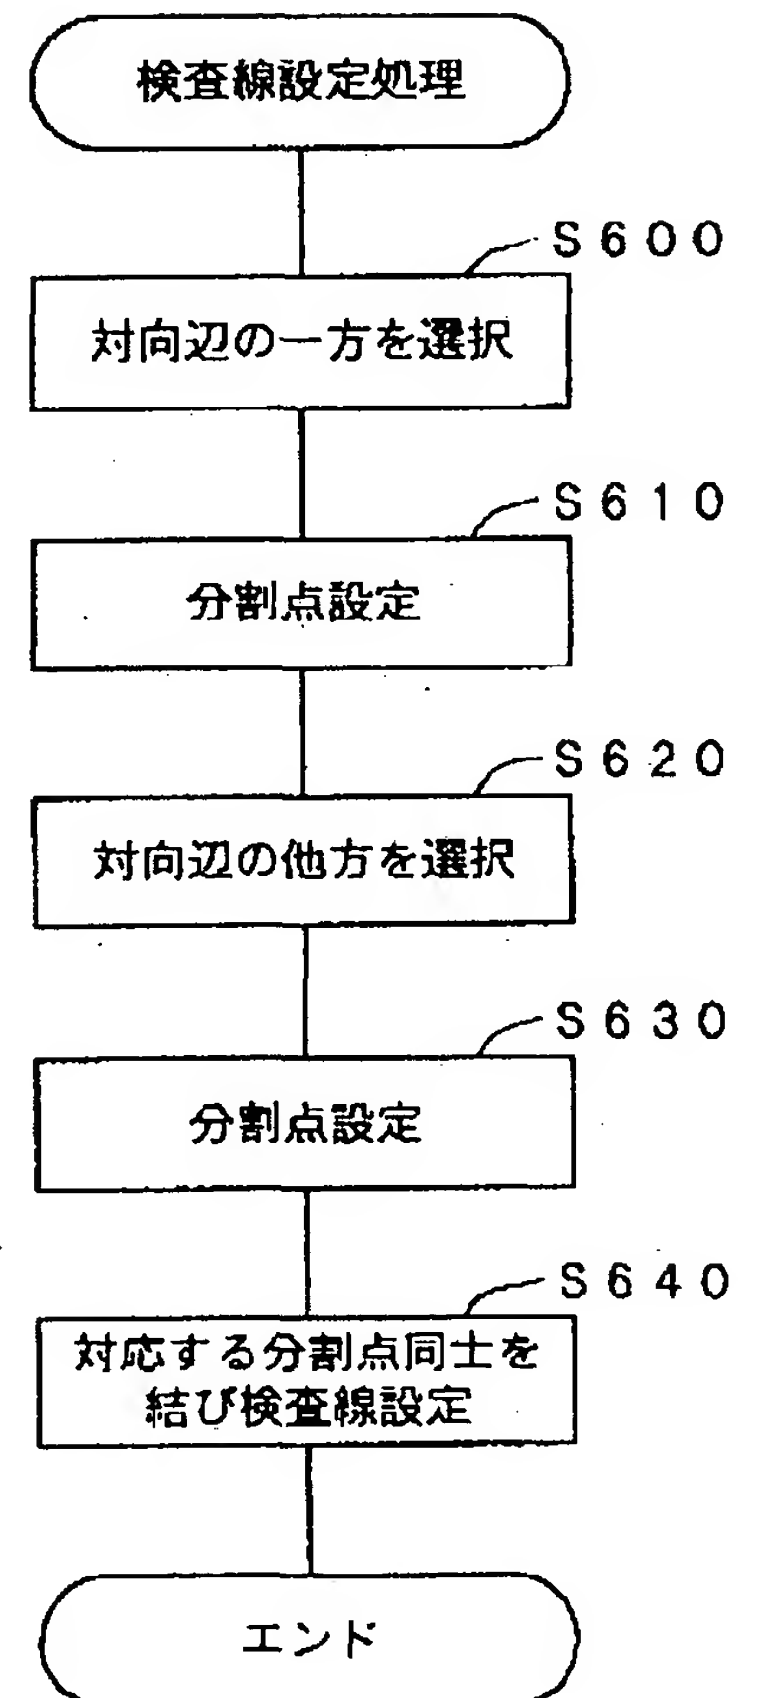 検査線設定処理
S600
対向辺の一方を選択
S610
分割点設定
S620
対向辺の他方を選択
S630
分割点設定
S640
対応する分割点同士を
結び検査線設定
エンド